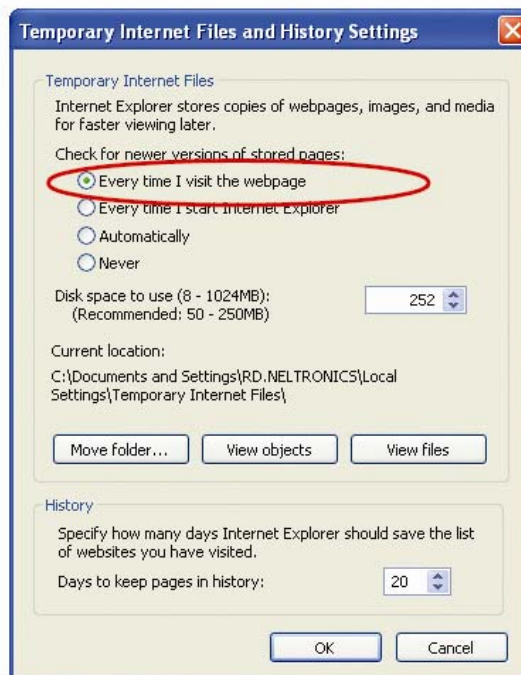 Temporary Internet Files and History Settings
Temporary Internet Files
Internet Explorer stores copies of webpages, images, and media
for faster viewing later.
Check for newer versions of stored pages:
Every time I visit the webpage
Every time I start Internet Explorer
Automatically
Never
Disk space to use (8 - 1024MB): 252
(Recommended: 50 - 250MB)
Current location:
C:\Documents and Settings\RD.NELTRONICS\Local
Settings\Temporary Internet Files\
Move folder... View objects View files
History
Specify how many days Internet Explorer should save the list
of websites you have visited.
Days to keep pages in history: 20
OK Cancel